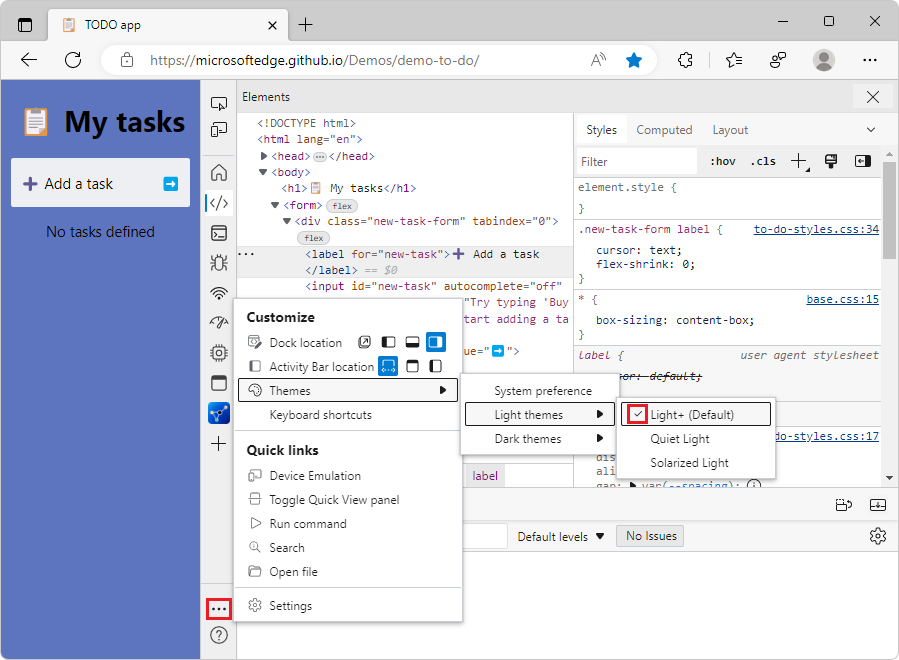 TODO app
https://microsoftedge.github.io/Demos/demo-to-do/
My tasks
Add a task
No tasks defined
Elements
<!DOCTYPE html>
<html lang="en">
<head> </head>
<body>
<h1>📋 My tasks</h1>
<form> flex
<div class="new-task-form" tabindex="0">
flex
<label for="new-task">➕ Add a task
</label> == $0
<input id="new-task" autocomplete="off"
"Try typing 'Buy
tart adding a ta
ue="➡️">
label
Styles Computed Layout
Filter :hov .cls
element.style {
}
.new-task-form label { to-do-styles.css:34
cursor: text;
flex-shrink: 0;
}
* { base.css:15
box-sizing: content-box;
}
label { user agent stylesheet
sor: default;
do-styles.css:17
dis
ali
gap: var(--spacing);
Customize
Dock location
Activity Bar location
Themes
Keyboard shortcuts
Quick links
Device Emulation
Toggle Quick View panel
Run command
Search
Open file
Settings
System preference
Light themes
Dark themes
Light+ (Default)
Quiet Light
Solarized Light
Default levels No Issues